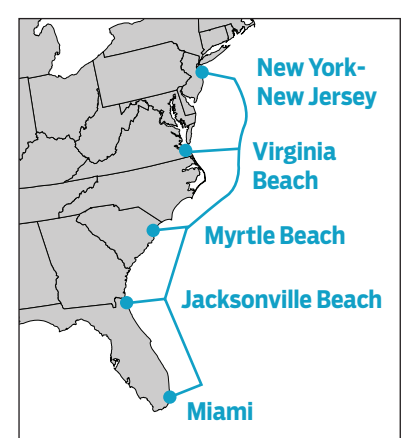 New York-
New Jersey
Virginia
Beach
Myrtle Beach
Jacksonville Beach
Miami